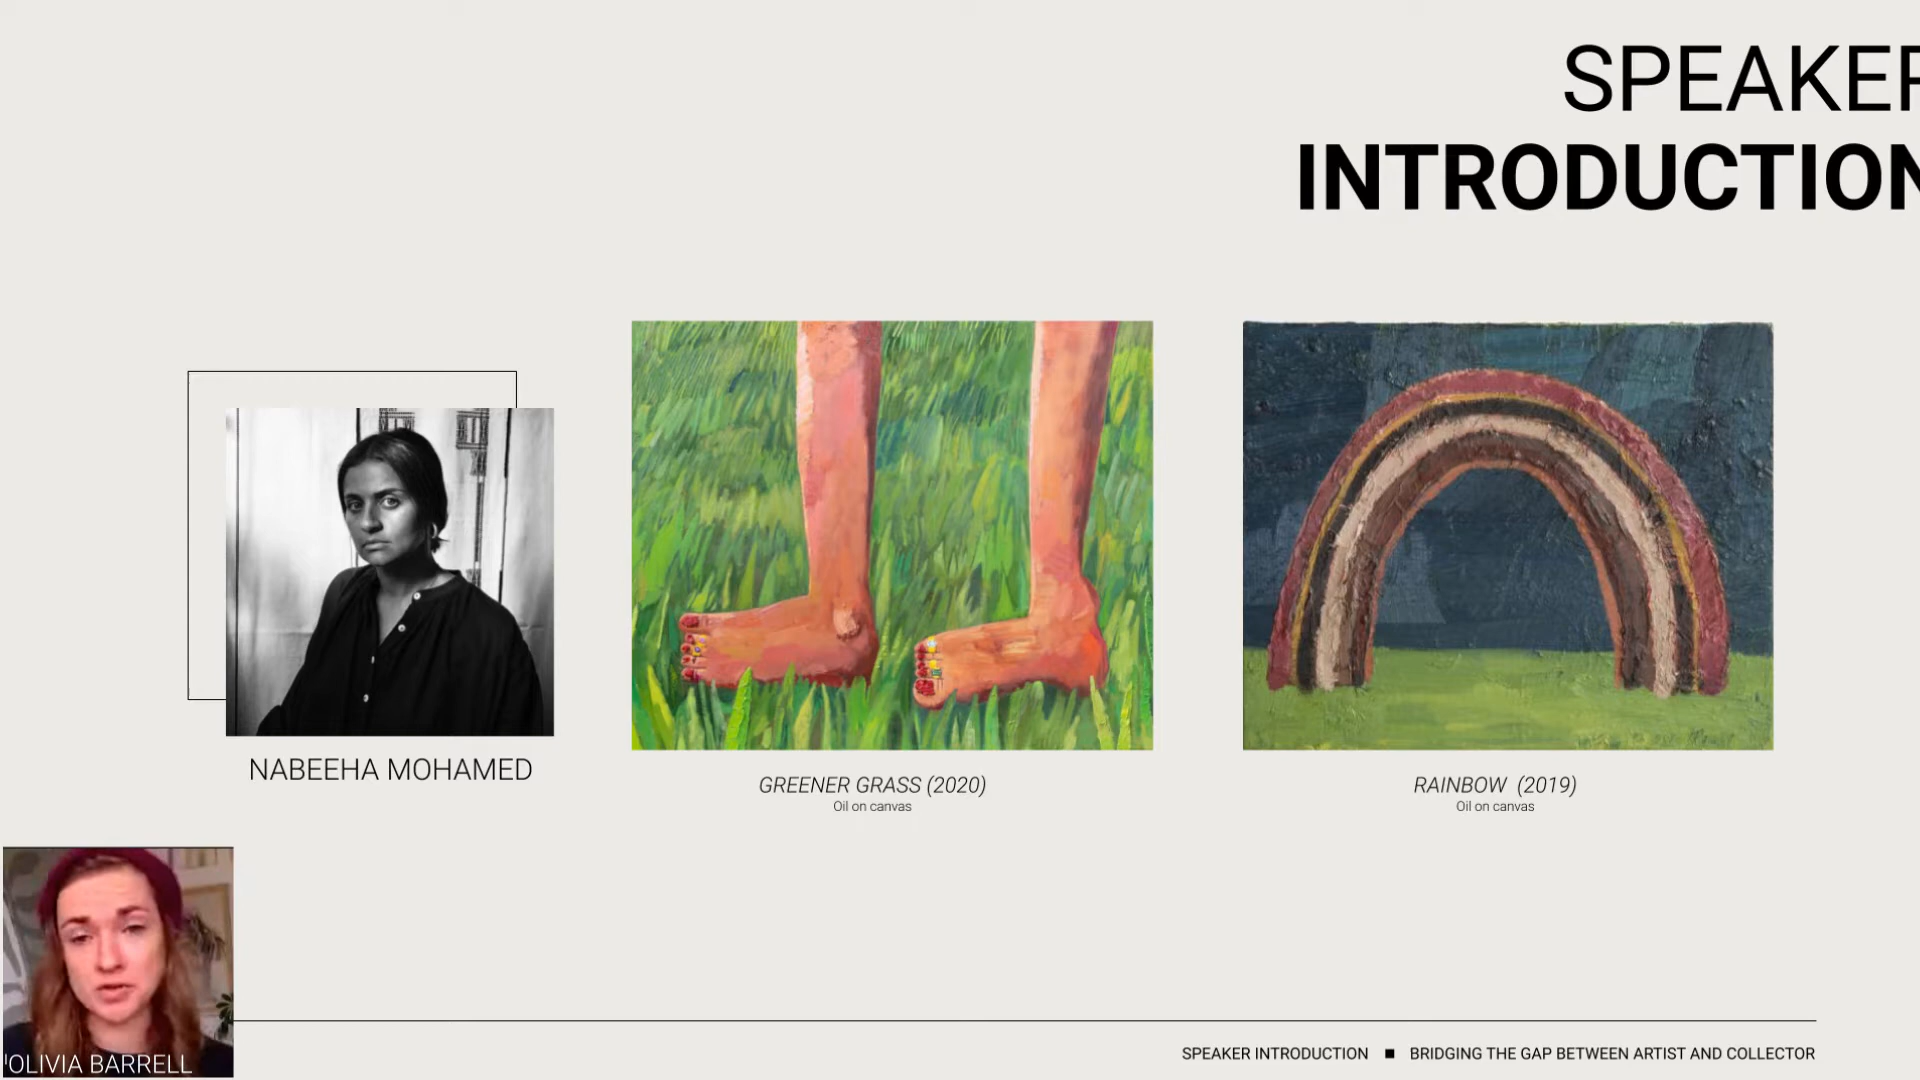 SPEAKER
INTRODUCTION
NABEEHA MOHAMED
GREENER GRASS (2020)
Oil on canvas
RAINBOW (2019)
Oil on canvas
OLIVIA BARRELL
SPEAKER INTRODUCTION ■ BRIDGING THE GAP BETWEEN ARTIST AND COLLECTOR